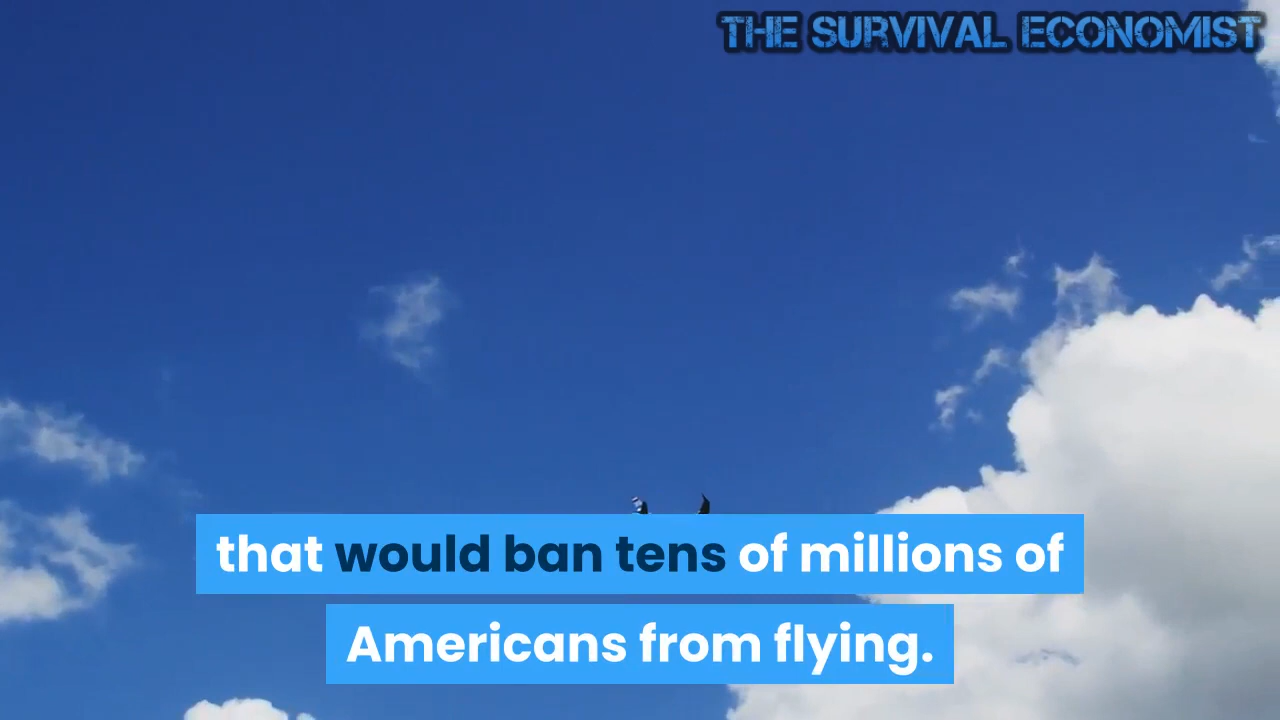 THE SURVIVAL ECONOMIST
that would ban tens of millions of
Americans from flying.